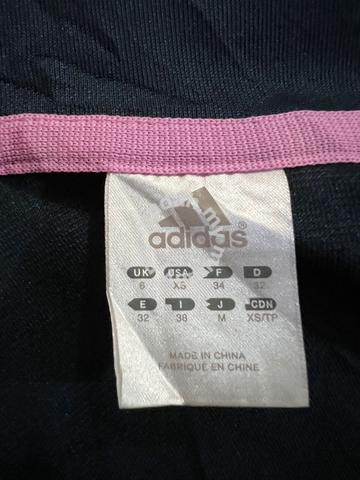 adidas
UK USA F D
6 XS 34 32
E I J CDN
32 38 M XS/TP
MADE IN CHINA
FABRIQUÉ EN CHINE